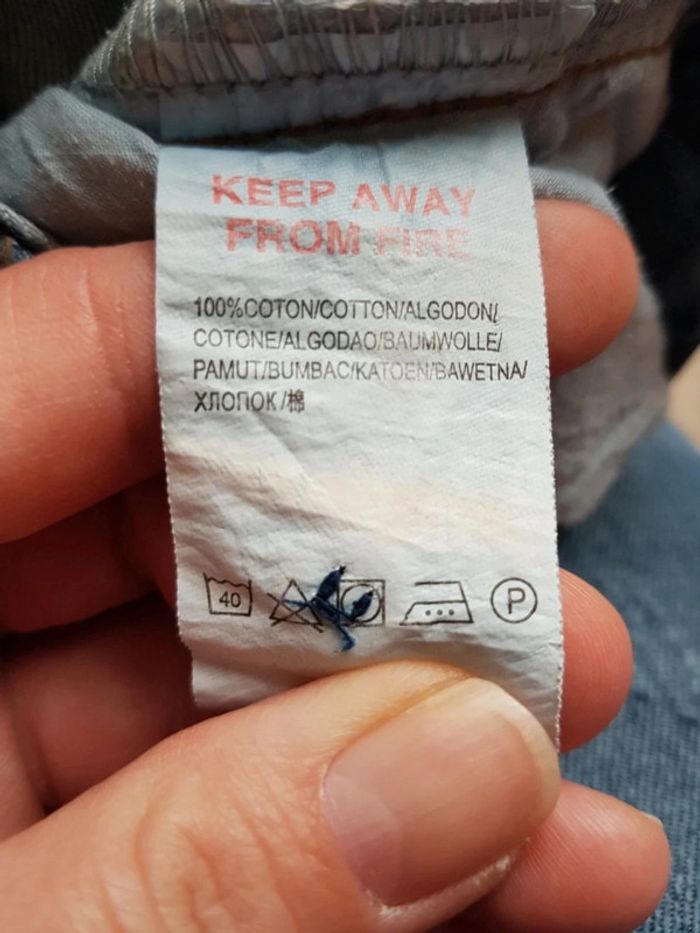 KEEP AWAY
FROM FIRE
100%COTON/COTTON/ALGODON/
COTONE/ALGODAO/BAUMWOLLE/
PAMUT/BUMBAC/KATOEN/BAWETNA/
ХЛОПОК/棉
40 P